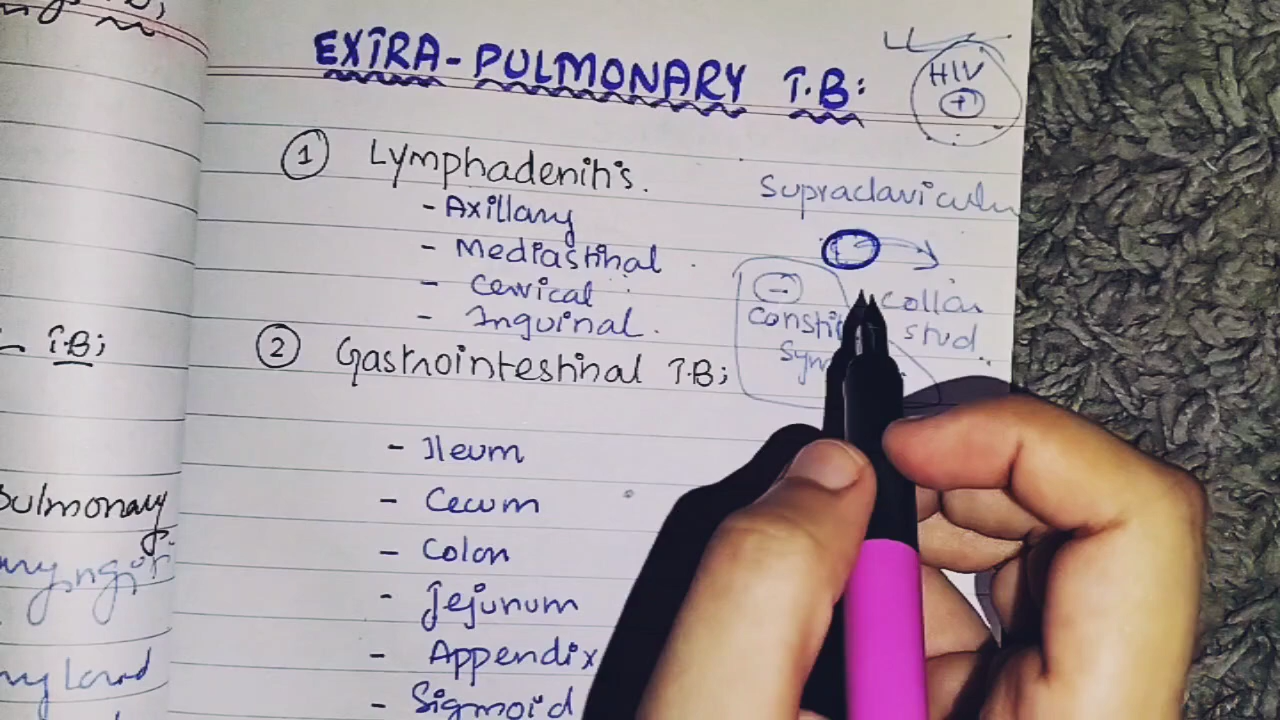 EXTRA-PULMONARY T.B:
HIV
+
① Lymphadenitis.
Supraclavicular
- Axillary
- Mediastinal
- Cervical
- Inguinal.
collar
stud
② Gastrointestinal T.B;
- Ileum
- Cecum
- Colon
- Jejunum
- Appendix
- Sigmoid
T.B;
pulmonary